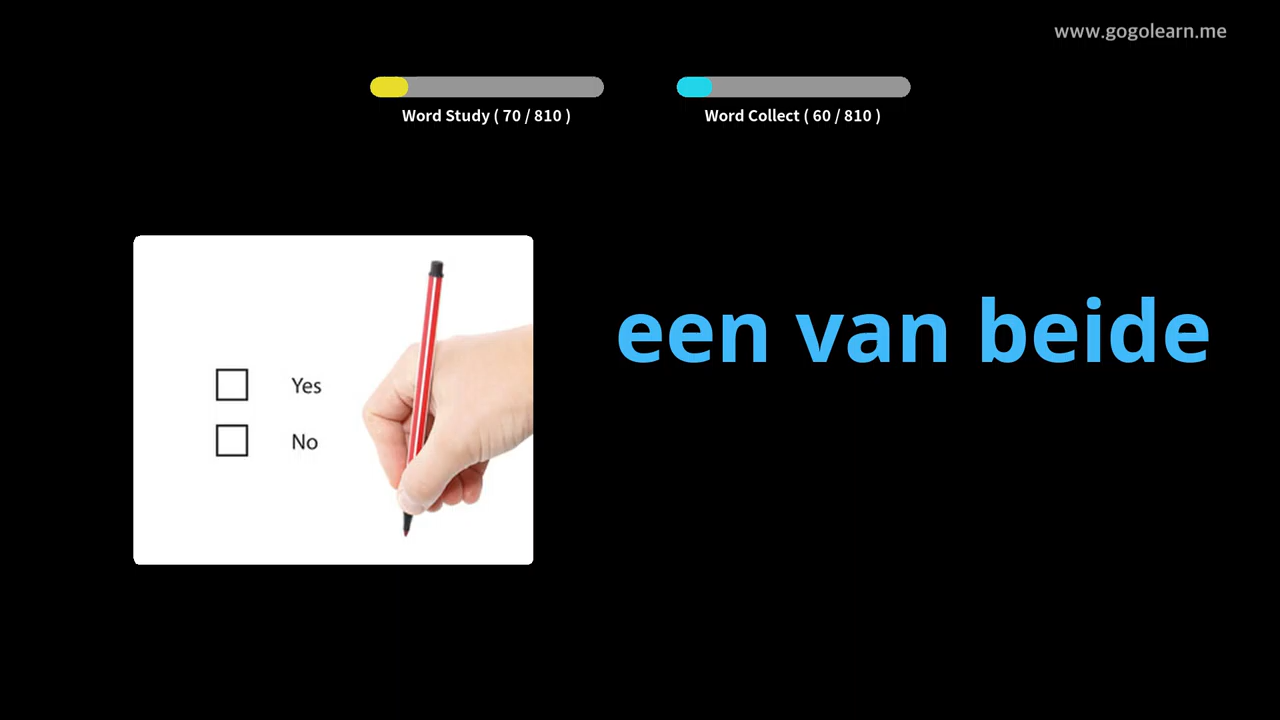 www.gogolearn.me
Word Study ( 70 / 810 )
Word Collect ( 60 / 810 )
een van beide
Yes
No